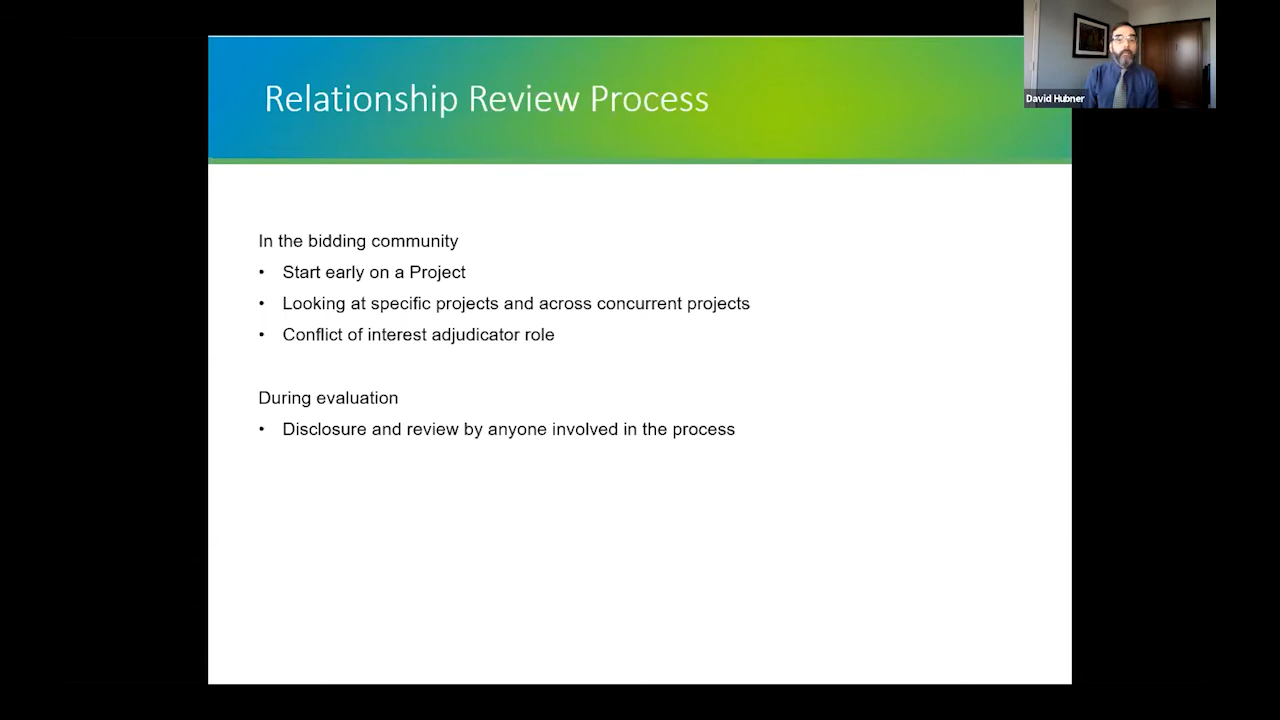 Relationship Review Process
David Hubner
In the bidding community
• Start early on a Project
• Looking at specific projects and across concurrent projects
• Conflict of interest adjudicator role
During evaluation
• Disclosure and review by anyone involved in the process